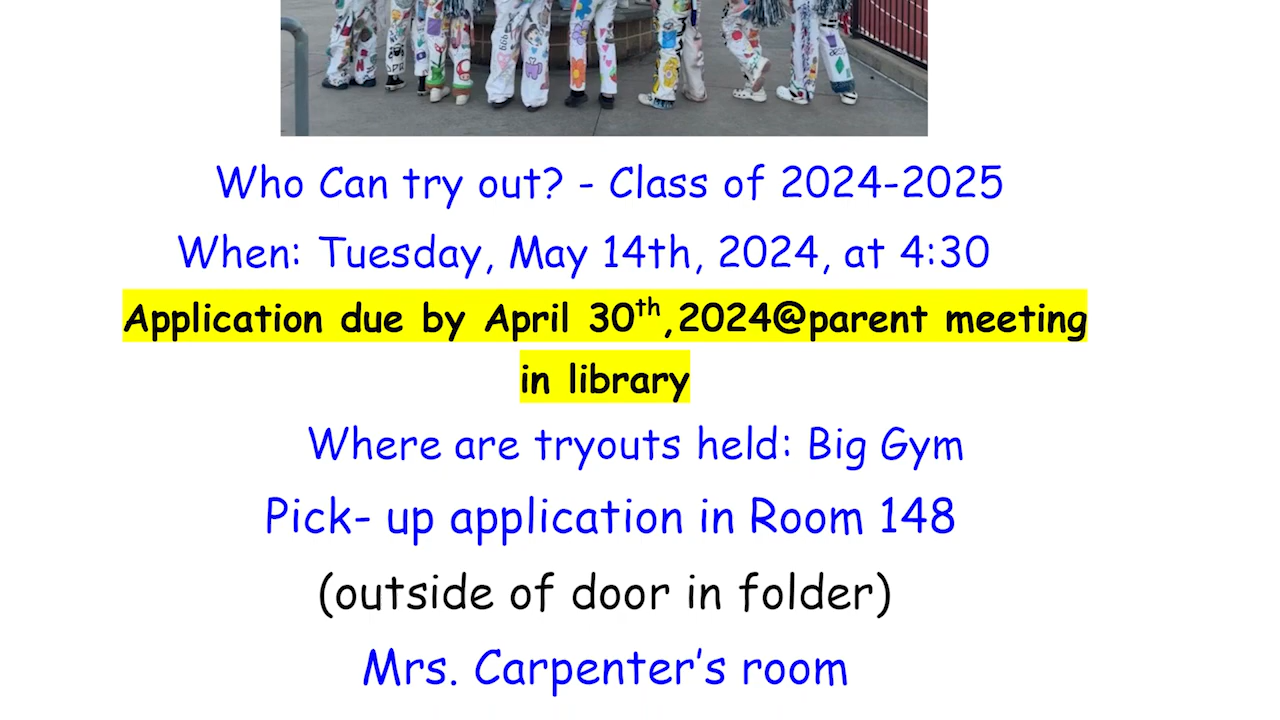 Who Can try out? - Class of 2024-2025
When: Tuesday, May 14th, 2024, at 4:30
Application due by April 30th,2024@parent meeting
in library
Where are tryouts held: Big Gym
Pick- up application in Room 148
(outside of door in folder)
Mrs. Carpenter's room